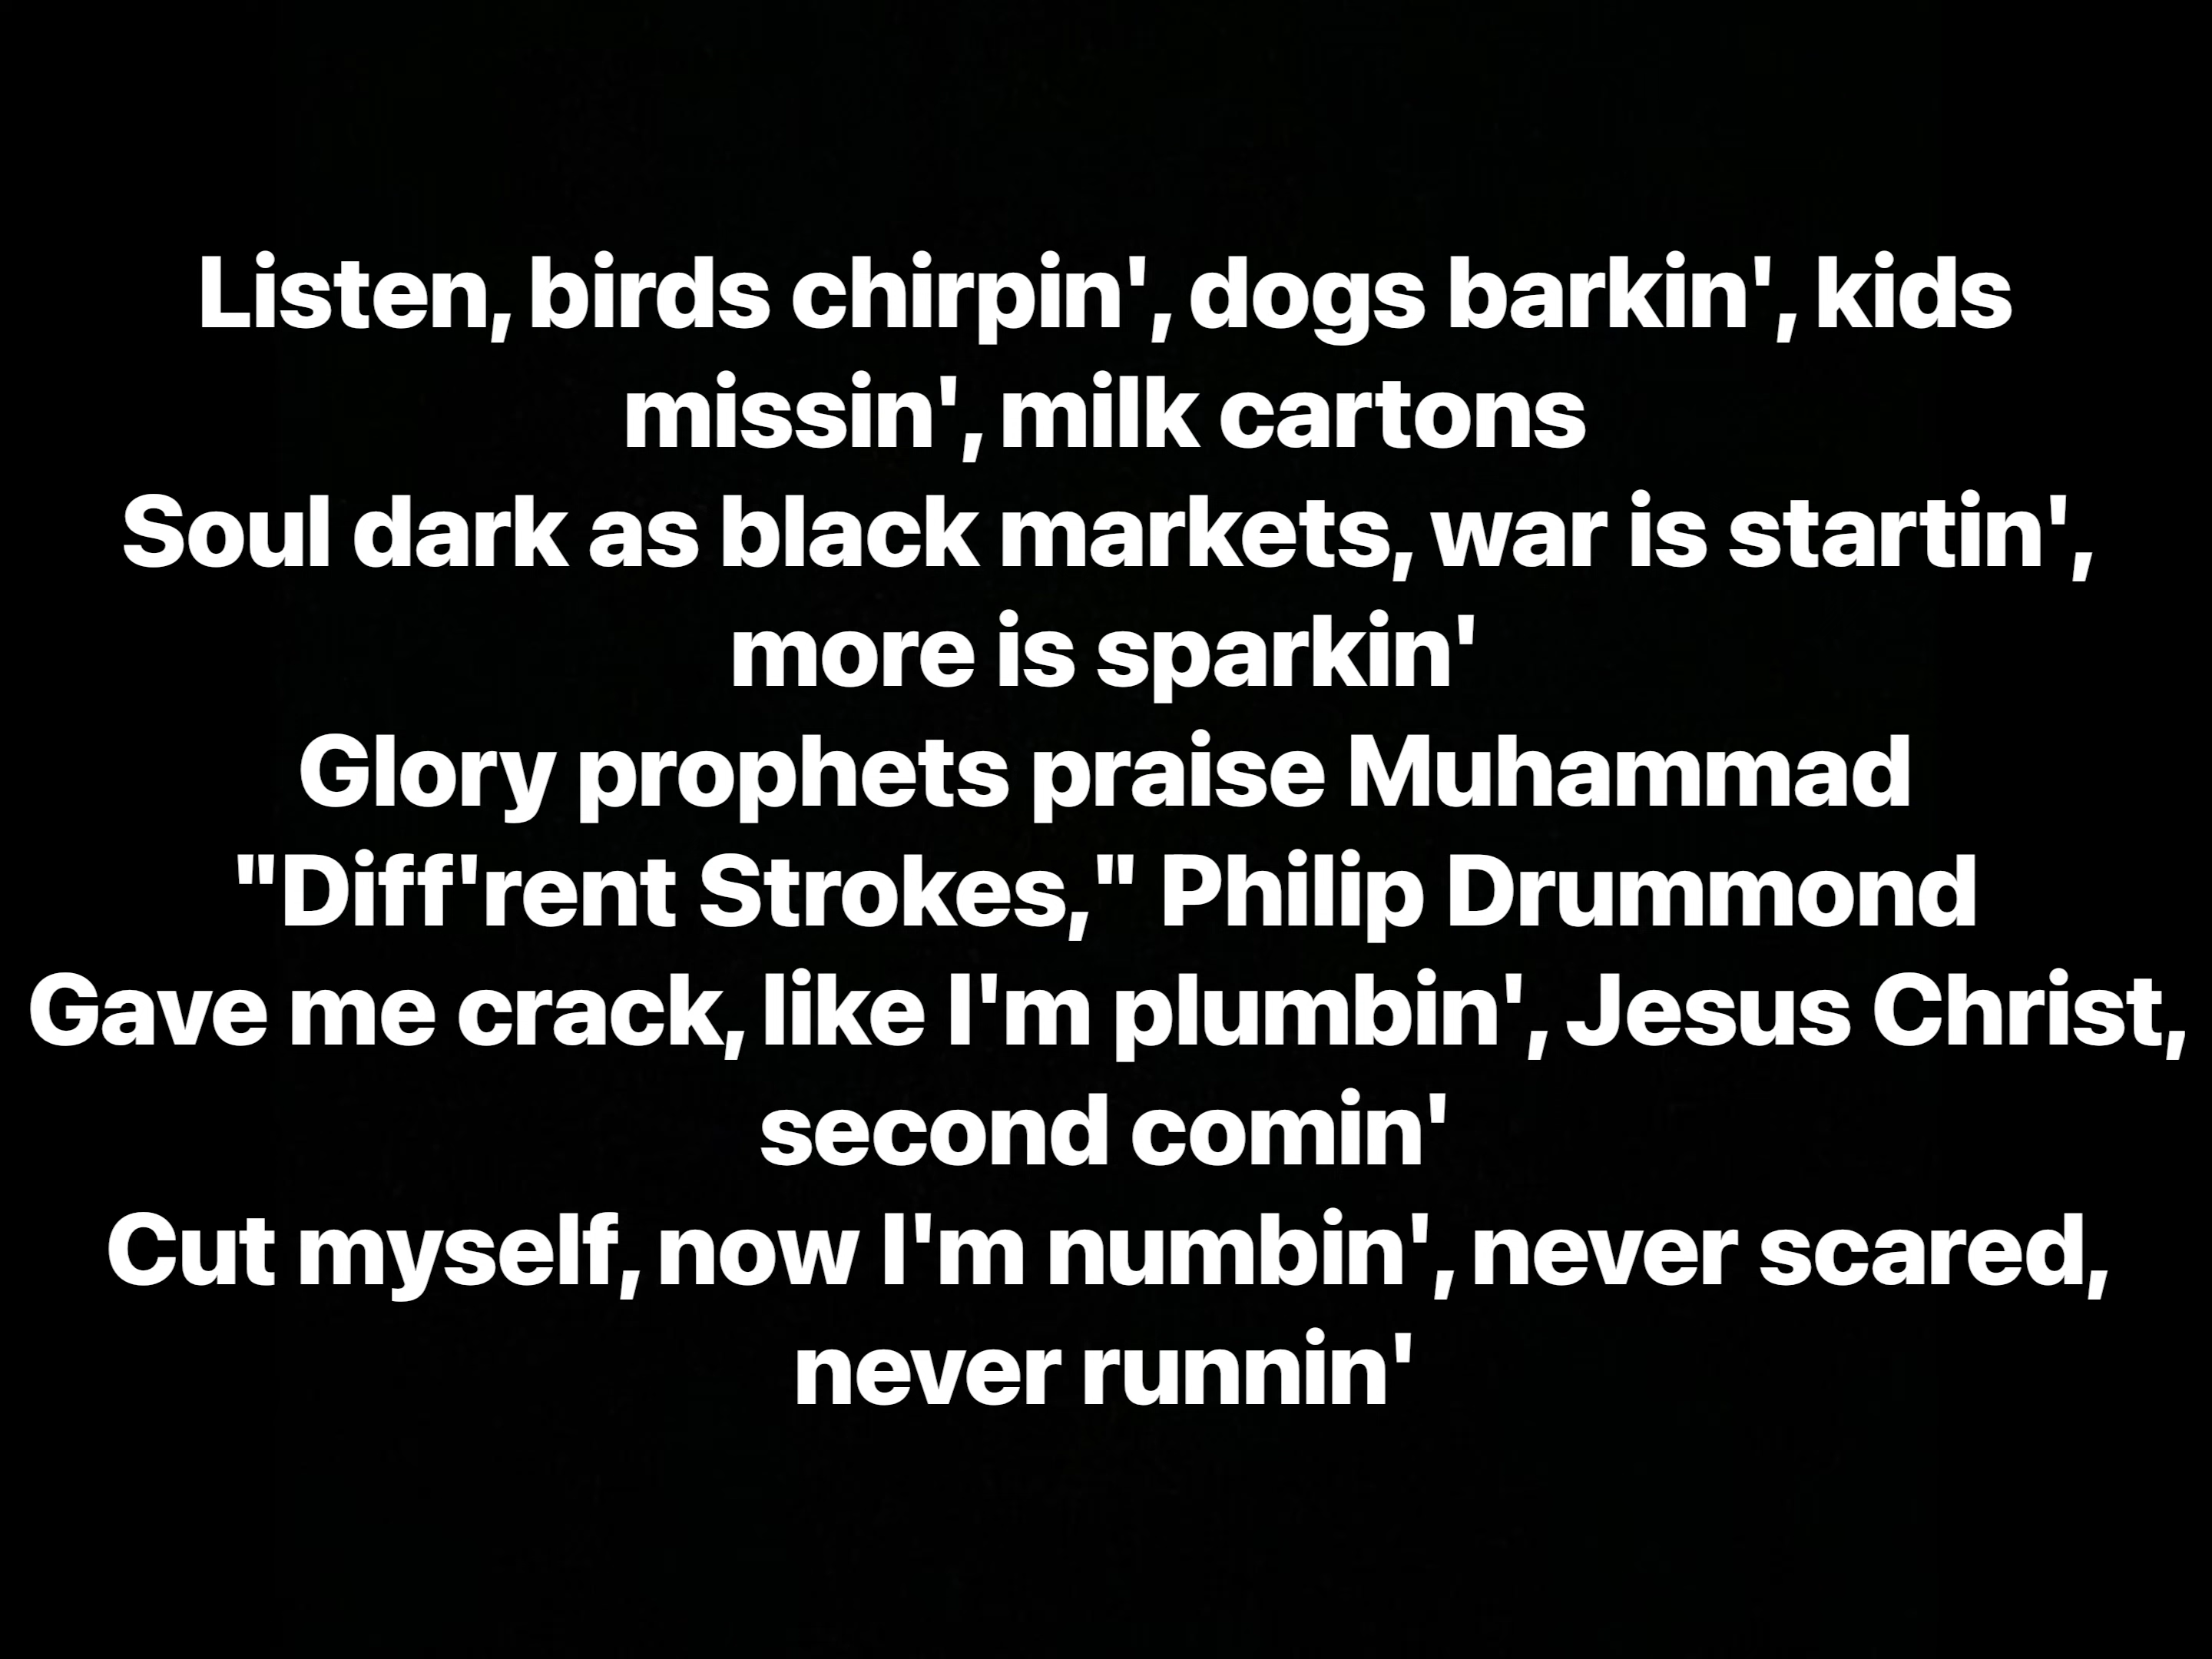 Listen, birds chirpin', dogs barkin', kids
missin', milk cartons
Soul dark as black markets, war is startin',
more is sparkin'
Glory prophets praise Muhammad
"Diff'rent Strokes," Philip Drummond
Gave me crack, like I'm plumbin', Jesus Christ,
second comin'
Cut myself, now I'm numbin', never scared,
never runnin'